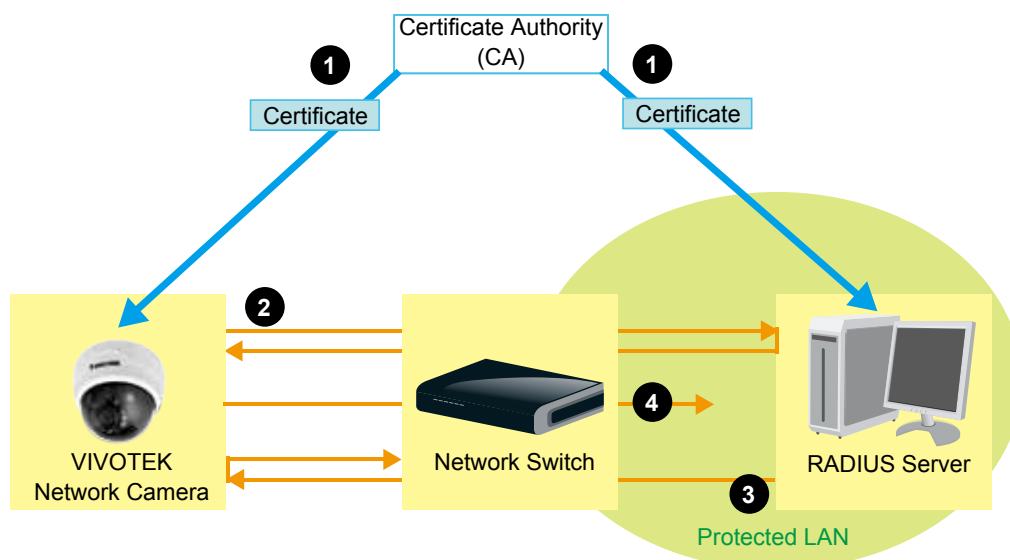 Certificate Authority
(CA)
1
1
Certificate
Certificate
2
4
VIVOTEK
Network Camera
Network Switch
RADIUS Server
3
Protected LAN